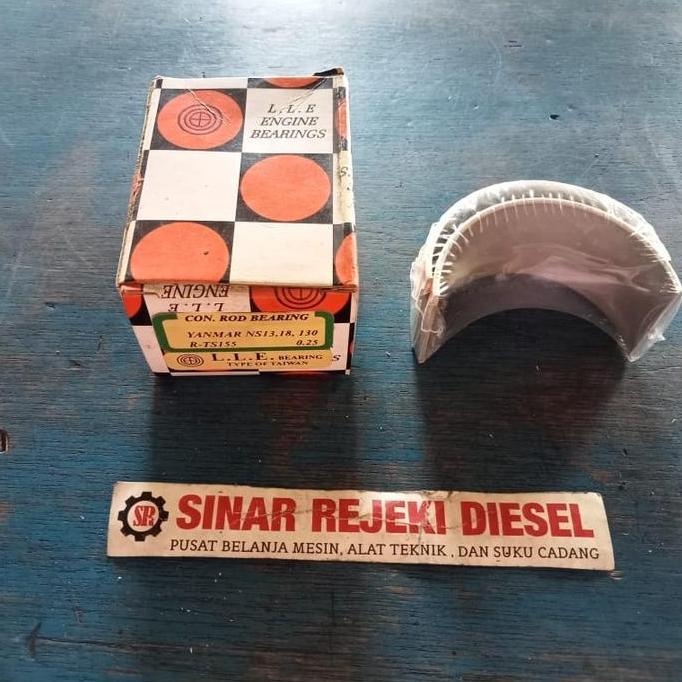 L.L.E
ENGINE
BEARINGS
S.
L.L.E
ENGINE
CON. ROD BEARING
YANMAR NS13,18, 130
R-TS155 0.25
L.L.E. BEARING
TYPE OF TAIWAN
S
SR
SINAR REJEKI DIESEL
PUSAT BELANJA MESIN, ALAT TEKNIK , DAN SUKU CADANG